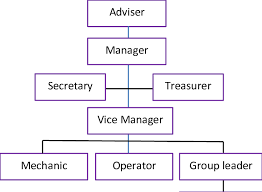 Adviser
Manager
Secretary
Treasurer
Vice Manager
Mechanic
Operator
Group leader